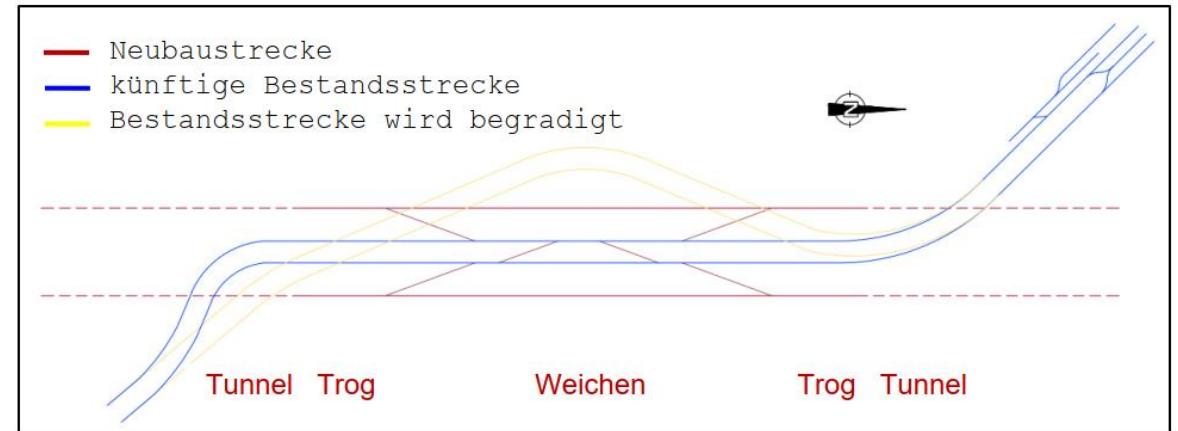 Neubaustrecke
künftige Bestandsstrecke
Bestandsstrecke wird begradigt
N
Tunnel Trog Weichen Trog Tunnel